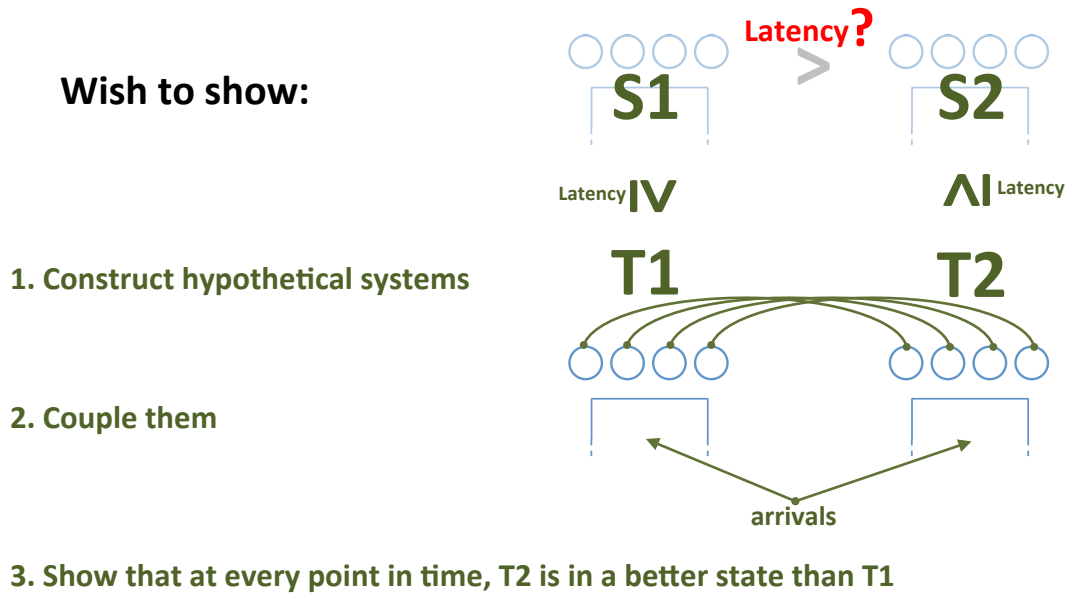 Latency?
>
Wish to show:
S1
S2
Latency
Latency
1. Construct hypothetical systems
T1
T2
2. Couple them
arrivals
3. Show that at every point in time, T2 is in a better state than T1